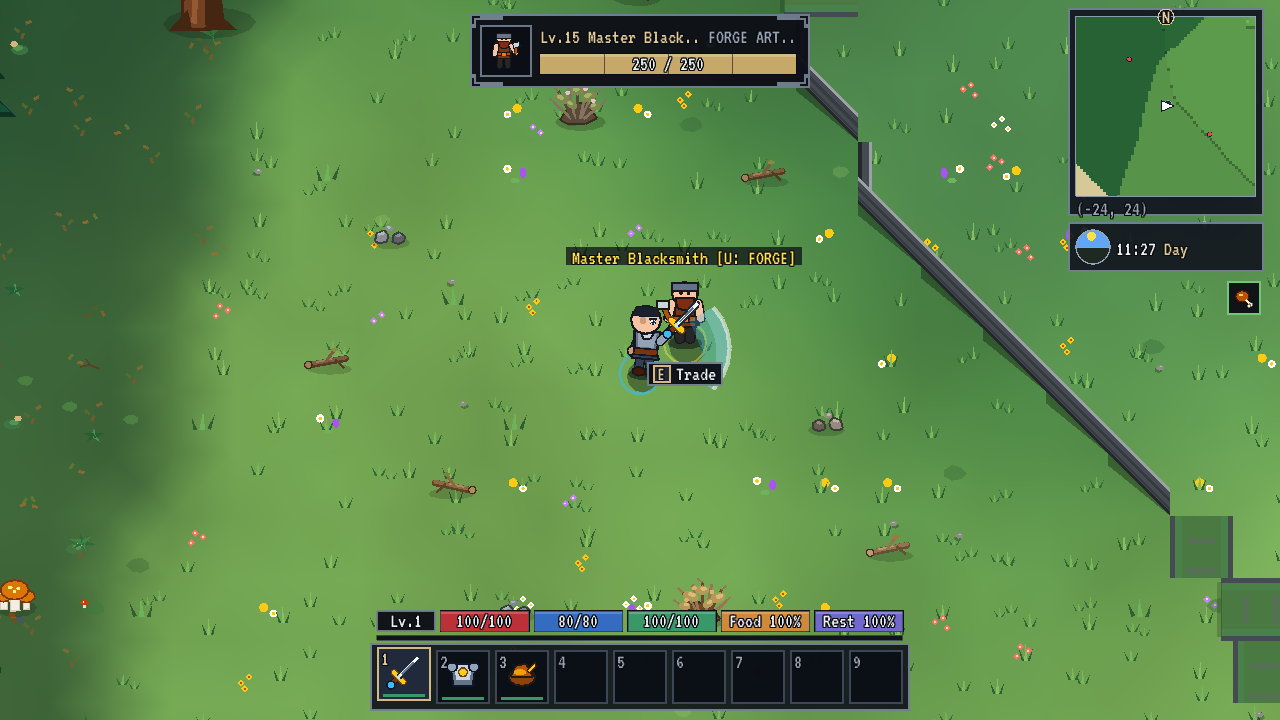 Lv.15 Master Black.. FORGE ART..
250 / 250
N
(-24, 24)
11:27 Day
Master Blacksmith [U: FORGE]
E Trade
Lv.1 100/100 80/80 100/100 Food 100% Rest 100%
1 2 3 4 5 6 7 8 9